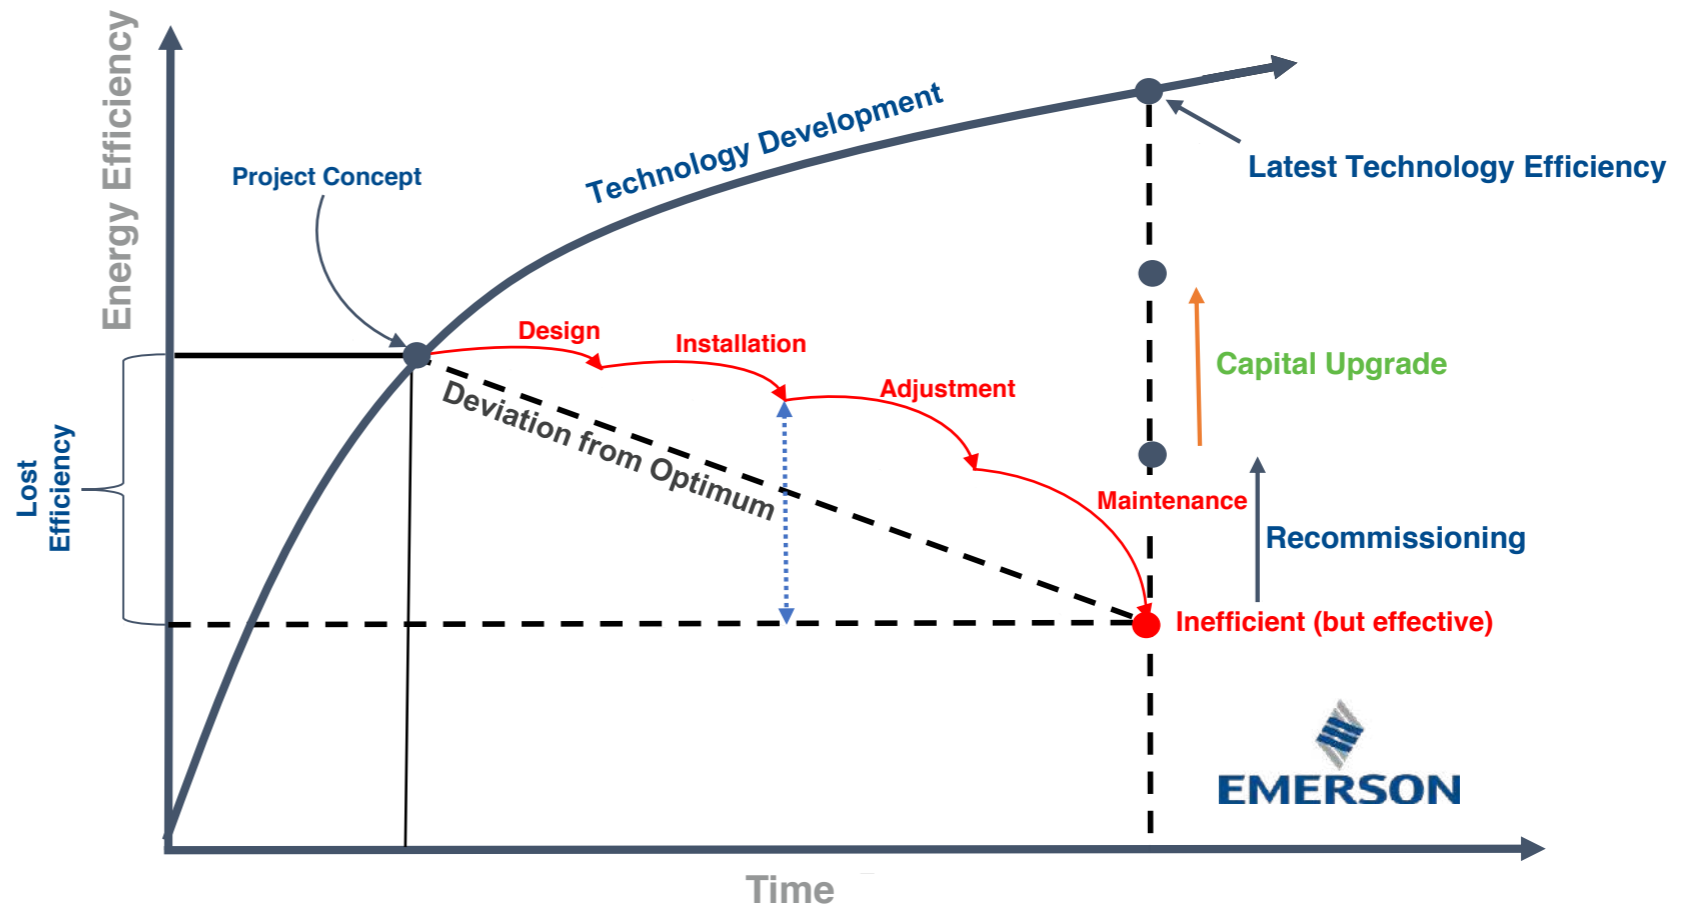 Energy Efficiency
Technology Development
Project Concept
Latest Technology Efficiency
Design
Installation
Adjustment
Capital Upgrade
Deviation from Optimum
Lost
Efficiency
Maintenance
Recommissioning
Inefficient (but effective)
EMERSON
Time